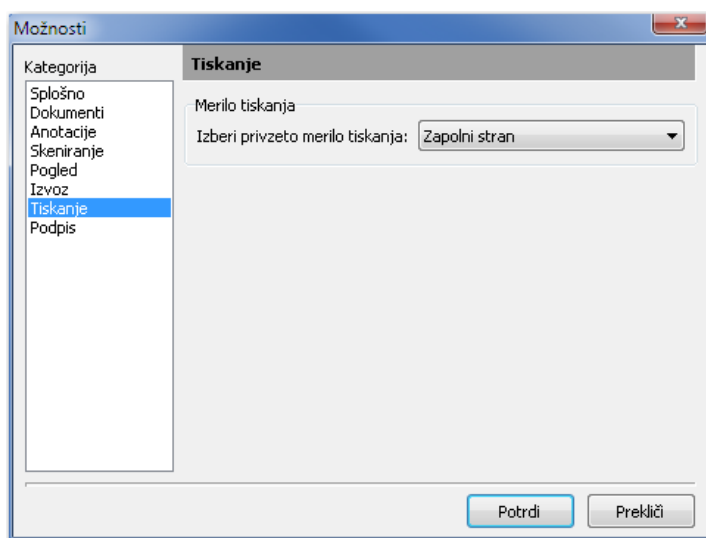 Možnosti
Kategorija
Splošno
Dokumenti
Anotacije
Skeniranje
Pogled
Izvoz
Tiskanje
Podpis
Tiskanje
Merilo tiskanja
Izberi privzeto merilo tiskanja: Zapolni stran
Potrdi
Prekliči